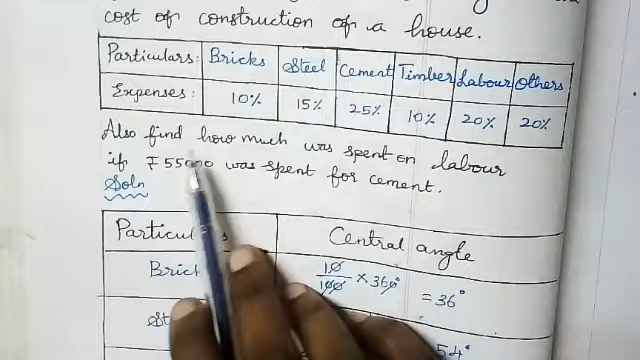 cost of construction of a house.
Particulars: Bricks Steel Cement Timber Labour Others
Expenses: 10% 15% 25% 10% 20% 20%
Also find how much was spent on labour
if ₹55000 was spent for cement.
Soln
Particulars Central angle
Brick 10/100 × 360° = 36°
St 54°